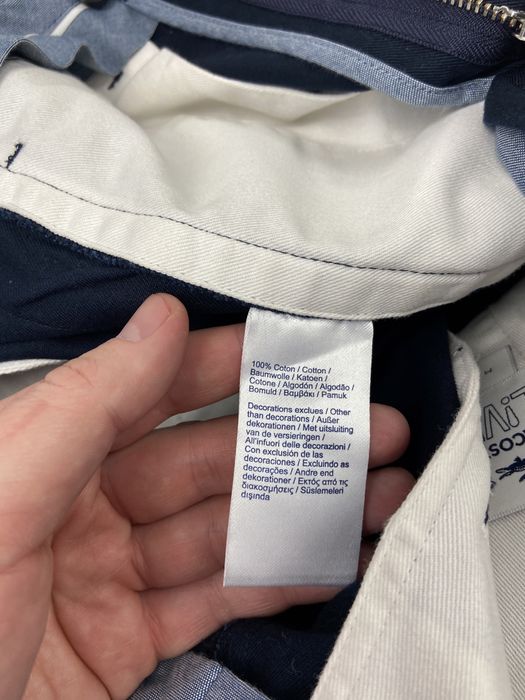 100% Coton / Cotton /
Baumwolle / Katoen /
Cotone / Algodón / Algodão /
Bomuld / Βαμβάκι / Pamuk
Decorations exclues / Other
than decorations / Außer
dekorationen / Met uitsluiting
van de versieringen /
All'infuori delle decorazioni /
Con exclusión de las
decoraciones / Excluindo as
decorações / Andre end
dekorationer / Εκτός από τις
διακοσμήσεις / Süslemeleri
dışında